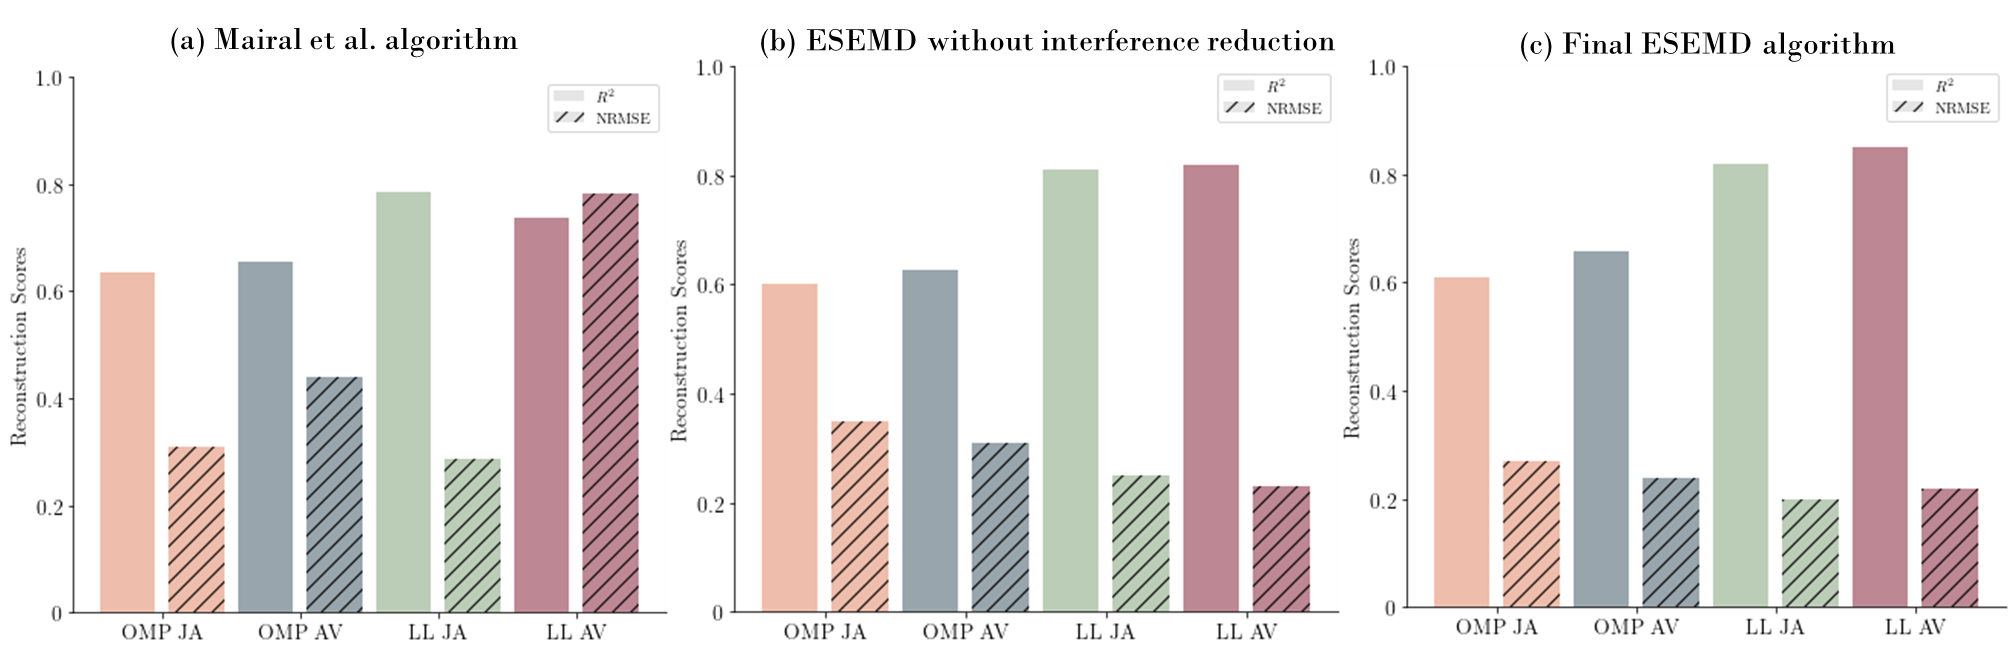 (a) Mairal et al. algorithm
1.0
0.8
0.6
0.4
0.2
0
Reconstruction Scores
R²
NRMSE
OMP JA
OMP AV
LL JA
LL AV
(b) ESEMD without interference reduction
1.0
0.8
0.6
0.4
0.2
0
Reconstruction Scores
R²
NRMSE
OMP JA
OMP AV
LL JA
LL AV
(c) Final ESEMD algorithm
1.0
0.8
0.6
0.4
0.2
0
Reconstruction Scores
R²
NRMSE
OMP JA
OMP AV
LL JA
LL AV